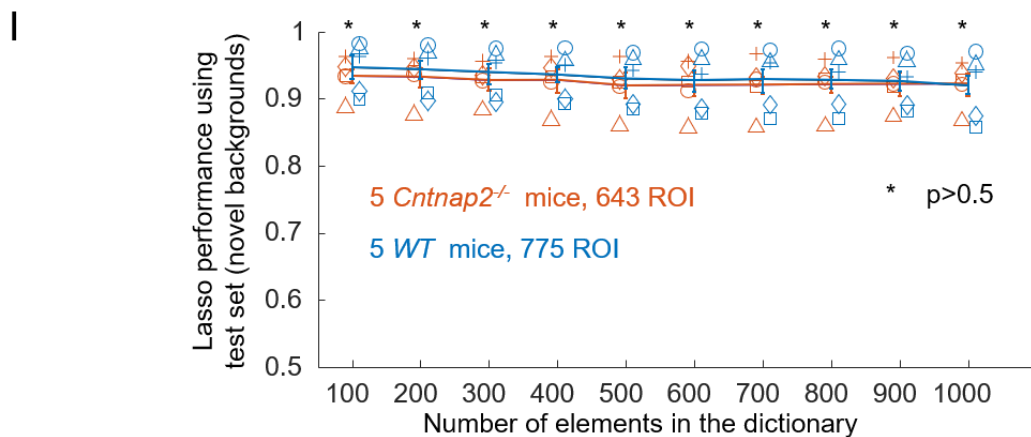 I
* * * * * * * * * *
1
0.9
0.8
0.7
0.6
0.5
Lasso performance using
test set (novel backgrounds)
5 Cntnap2-/- mice, 643 ROI
* p>0.5
5 WT mice, 775 ROI
100 200 300 400 500 600 700 800 900 1000
Number of elements in the dictionary